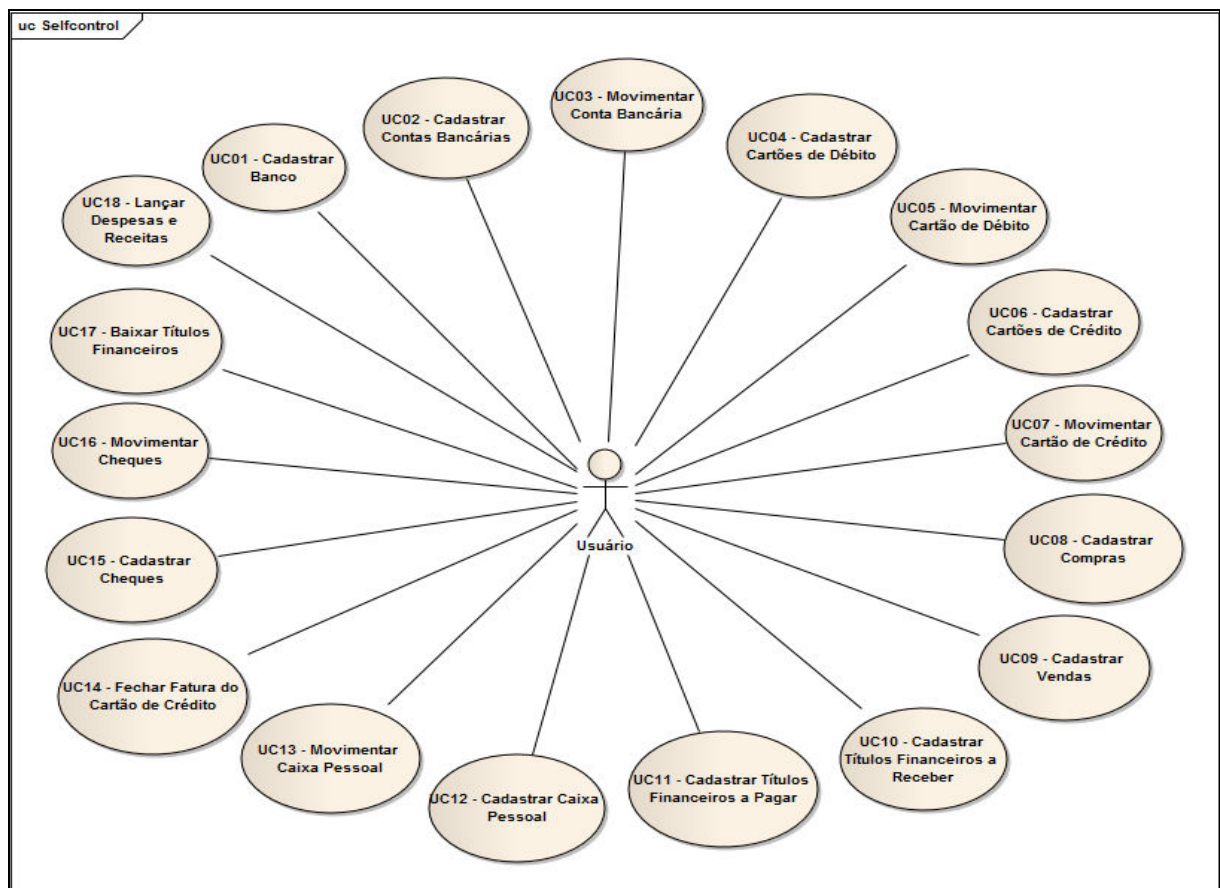 uc Selfcontrol
UC01 - Cadastrar
Banco
UC02 - Cadastrar
Contas Bancárias
UC03 - Movimentar
Conta Bancária
UC04 - Cadastrar
Cartões de Débito
UC05 - Movimentar
Cartão de Débito
UC06 - Cadastrar
Cartões de Crédito
UC07 - Movimentar
Cartão de Crédito
UC08 - Cadastrar
Compras
UC09 - Cadastrar
Vendas
UC10 - Cadastrar
Títulos Financeiros a
Receber
UC11 - Cadastrar Títulos
Financeiros a Pagar
UC12 - Cadastrar Caixa
Pessoal
UC13 - Movimentar
Caixa Pessoal
UC14 - Fechar Fatura do
Cartão de Crédito
UC15 - Cadastrar
Cheques
UC16 - Movimentar
Cheques
UC17 - Baixar Títulos
Financeiros
UC18 - Lançar
Despesas e
Receitas
Usuário